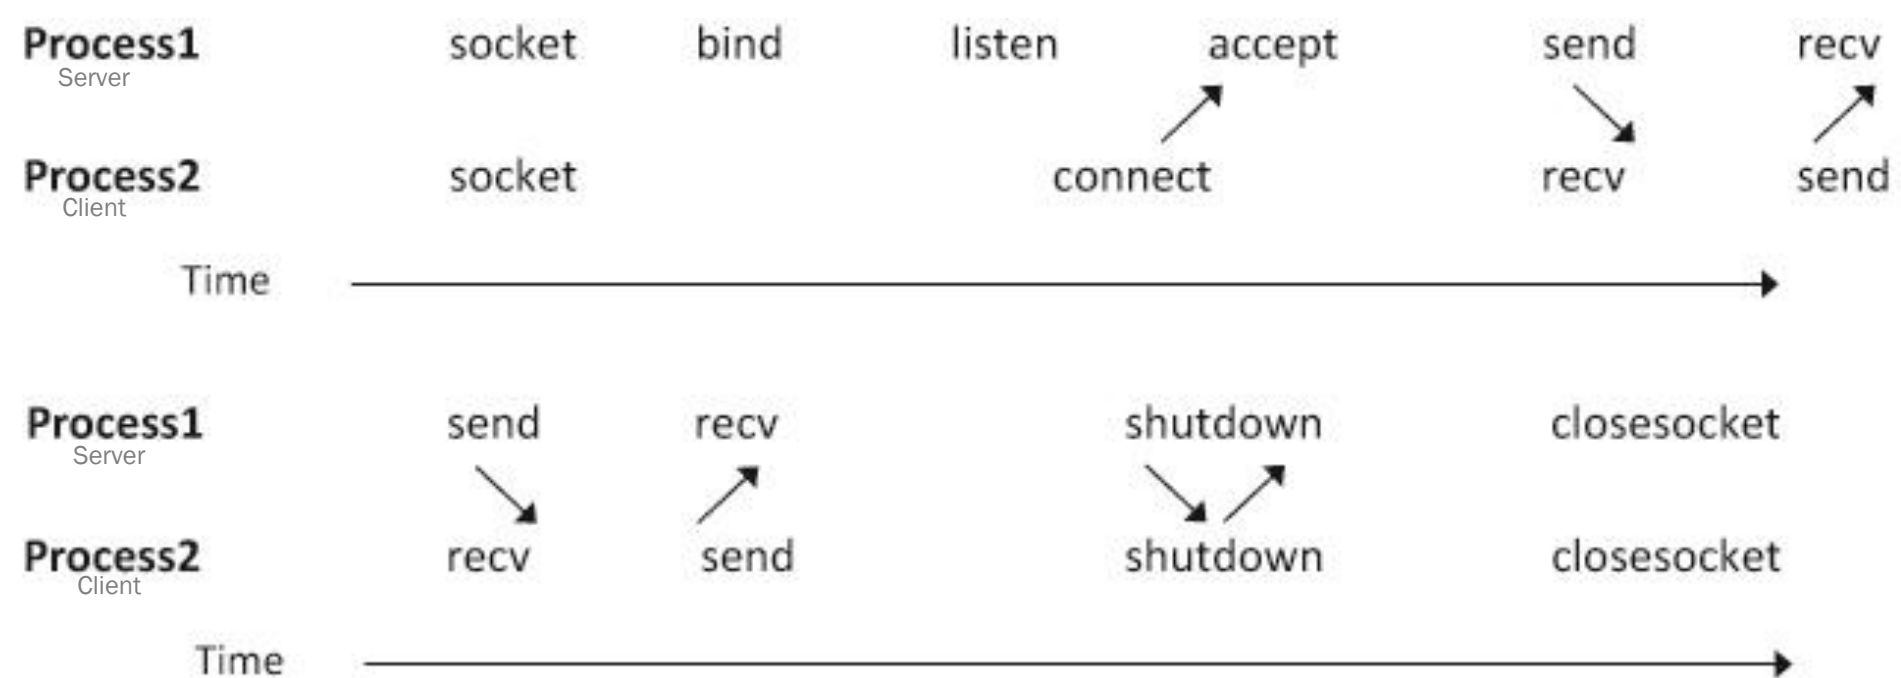 Process1 socket bind listen accept send recv
Server
Process2 socket connect recv send
Client
Time
Process1 send recv shutdown closesocket
Server
Process2 recv send shutdown closesocket
Client
Time